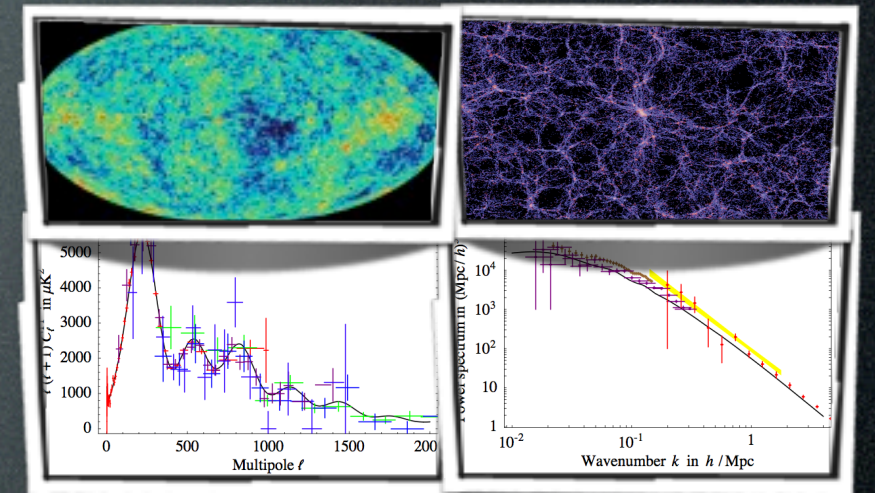 5000
4000
3000
2000
1000
0
in μK²
0 500 1000 1500
Multipole ℓ
10⁴
10³
10²
10
1
Power spectrum in (Mpc/h)
10⁻² 10⁻¹ 1
Wavenumber k in h/Mpc